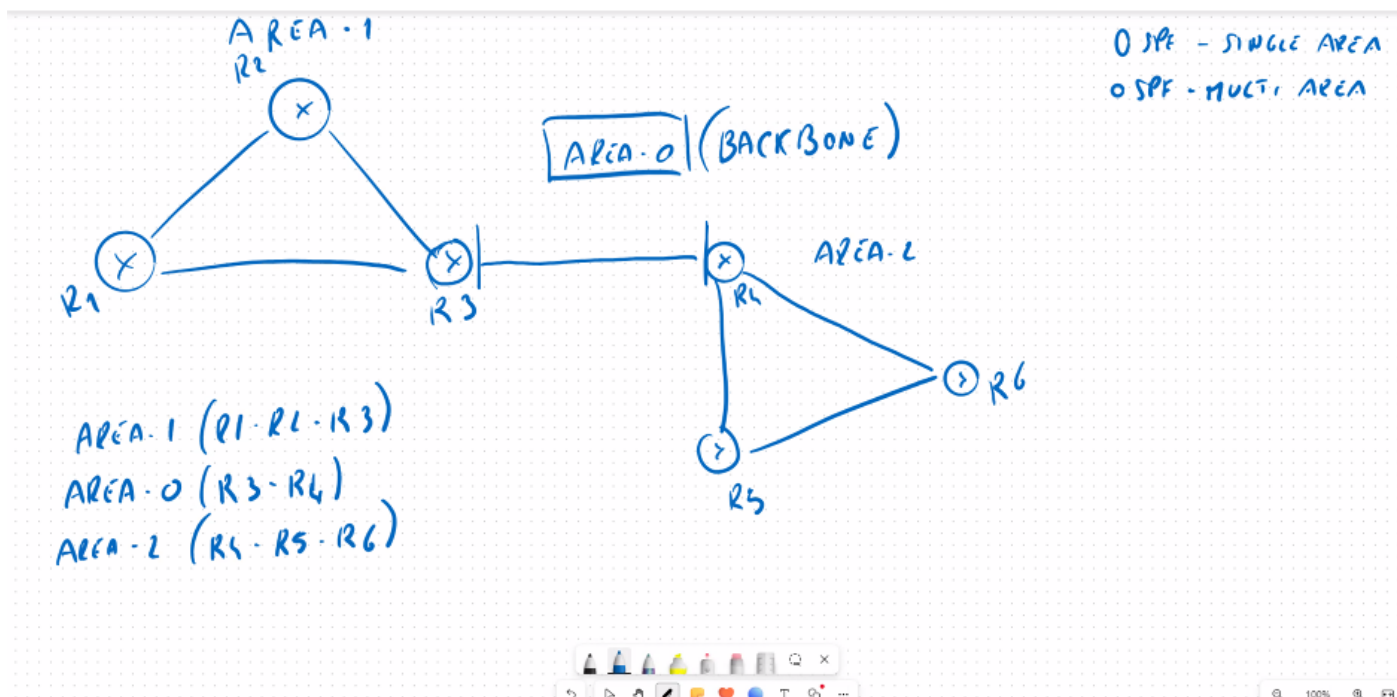 AREA·1
R2
OSPF - SINGLE AREA
OSPF - MULTI AREA
AREA·0 (BACKBONE)
R1
R3
R4
AREA·2
R6
R5
AREA·1 (R1·R2·R3)
AREA·0 (R3-R4)
AREA·2 (R4·R5·R6)
T
100%